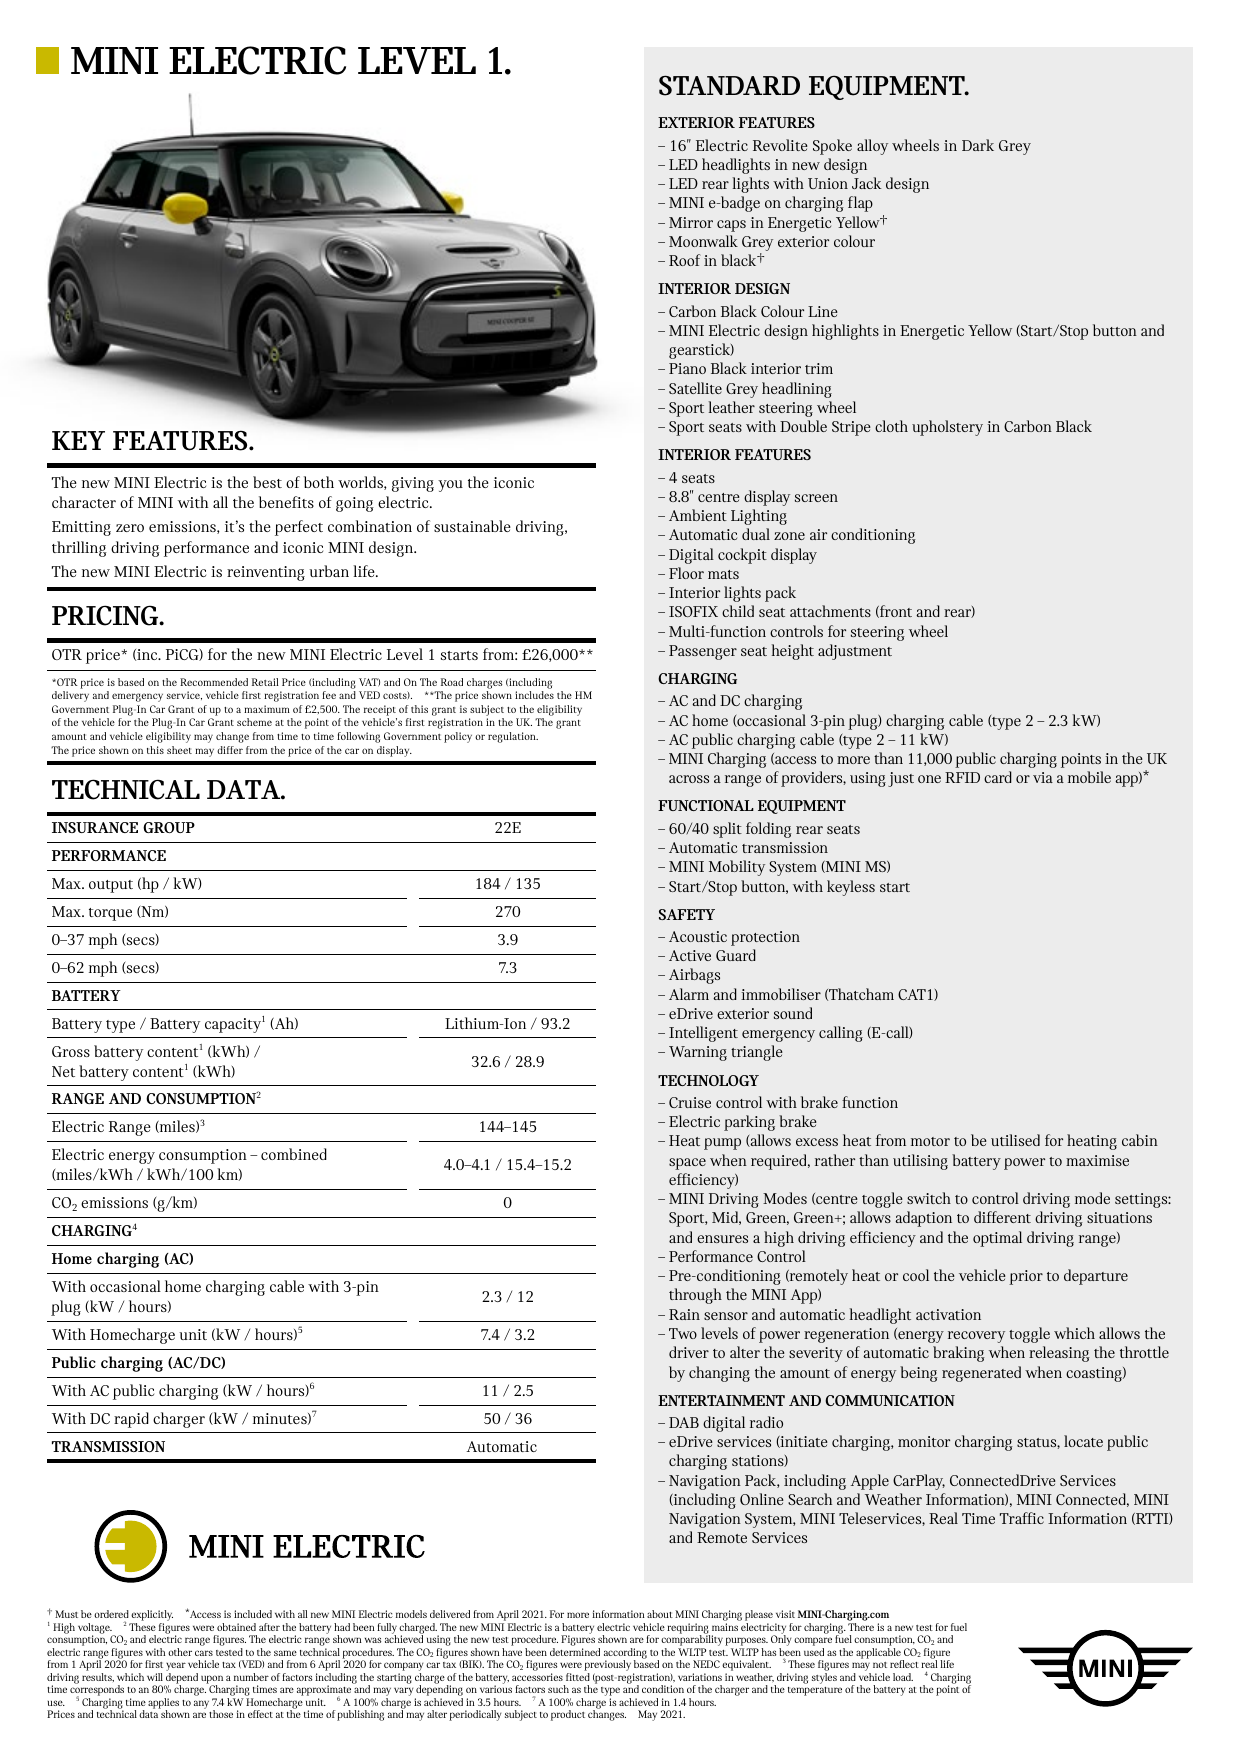 MINI ELECTRIC LEVEL 1.
MINI COOPER SE
KEY FEATURES.
The new MINI Electric is the best of both worlds, giving you the iconic
character of MINI with all the benefits of going electric.
Emitting zero emissions, it's the perfect combination of sustainable driving,
thrilling driving performance and iconic MINI design.
The new MINI Electric is reinventing urban life.
PRICING.
OTR price* (inc. PiCG) for the new MINI Electric Level 1 starts from: £26,000**
*OTR price is based on the Recommended Retail Price (including VAT) and On The Road charges (including
delivery and emergency service, vehicle first registration fee and VED costs). **The price shown includes the HM
Government Plug-In Car Grant of up to a maximum of £2,500. The receipt of this grant is subject to the eligibility
of the vehicle for the Plug-In Car Grant scheme at the point of the vehicle's first registration in the UK. The grant
amount and vehicle eligibility may change from time to time following Government policy or regulation.
The price shown on this sheet may differ from the price of the car on display.
TECHNICAL DATA.
INSURANCE GROUP 22E
PERFORMANCE
Max. output (hp / kW) 184 / 135
Max. torque (Nm) 270
0–37 mph (secs) 3.9
0–62 mph (secs) 7.3
BATTERY
Battery type / Battery capacity¹ (Ah) Lithium-Ion / 93.2
Gross battery content¹ (kWh) /
Net battery content¹ (kWh) 32.6 / 28.9
RANGE AND CONSUMPTION²
Electric Range (miles)³ 144–145
Electric energy consumption – combined
(miles/kWh / kWh/100 km) 4.0–4.1 / 15.4–15.2
CO₂ emissions (g/km) 0
CHARGING⁴
Home charging (AC)
With occasional home charging cable with 3-pin
plug (kW / hours) 2.3 / 12
With Homecharge unit (kW / hours)⁵ 7.4 / 3.2
Public charging (AC/DC)
With AC public charging (kW / hours)⁶ 11 / 2.5
With DC rapid charger (kW / minutes)⁷ 50 / 36
TRANSMISSION Automatic
MINI ELECTRIC
STANDARD EQUIPMENT.
EXTERIOR FEATURES
– 16" Electric Revolite Spoke alloy wheels in Dark Grey
– LED headlights in new design
– LED rear lights with Union Jack design
– MINI e-badge on charging flap
– Mirror caps in Energetic Yellow†
– Moonwalk Grey exterior colour
– Roof in black†
INTERIOR DESIGN
– Carbon Black Colour Line
– MINI Electric design highlights in Energetic Yellow (Start/Stop button and
gearstick)
– Piano Black interior trim
– Satellite Grey headlining
– Sport leather steering wheel
– Sport seats with Double Stripe cloth upholstery in Carbon Black
INTERIOR FEATURES
– 4 seats
– 8.8" centre display screen
– Ambient Lighting
– Automatic dual zone air conditioning
– Digital cockpit display
– Floor mats
– Interior lights pack
– ISOFIX child seat attachments (front and rear)
– Multi-function controls for steering wheel
– Passenger seat height adjustment
CHARGING
– AC and DC charging
– AC home (occasional 3-pin plug) charging cable (type 2 – 2.3 kW)
– AC public charging cable (type 2 – 11 kW)
– MINI Charging (access to more than 11,000 public charging points in the UK
across a range of providers, using just one RFID card or via a mobile app)*
FUNCTIONAL EQUIPMENT
– 60/40 split folding rear seats
– Automatic transmission
– MINI Mobility System (MINI MS)
– Start/Stop button, with keyless start
SAFETY
– Acoustic protection
– Active Guard
– Airbags
– Alarm and immobiliser (Thatcham CAT1)
– eDrive exterior sound
– Intelligent emergency calling (E-call)
– Warning triangle
TECHNOLOGY
– Cruise control with brake function
– Electric parking brake
– Heat pump (allows excess heat from motor to be utilised for heating cabin
space when required, rather than utilising battery power to maximise
efficiency)
– MINI Driving Modes (centre toggle switch to control driving mode settings:
Sport, Mid, Green, Green+; allows adaption to different driving situations
and ensures a high driving efficiency and the optimal driving range)
– Performance Control
– Pre-conditioning (remotely heat or cool the vehicle prior to departure
through the MINI App)
– Rain sensor and automatic headlight activation
– Two levels of power regeneration (energy recovery toggle which allows the
driver to alter the severity of automatic braking when releasing the throttle
by changing the amount of energy being regenerated when coasting)
ENTERTAINMENT AND COMMUNICATION
– DAB digital radio
– eDrive services (initiate charging, monitor charging status, locate public
charging stations)
– Navigation Pack, including Apple CarPlay, ConnectedDrive Services
(including Online Search and Weather Information), MINI Connected, MINI
Navigation System, MINI Teleservices, Real Time Traffic Information (RTTI)
and Remote Services
† Must be ordered explicitly. *Access is included with all new MINI Electric models delivered from April 2021. For more information about MINI Charging please visit MINI-Charging.com
¹ High voltage. ² These figures were obtained after the battery had been fully charged. The new MINI Electric is a battery electric vehicle requiring mains electricity for charging. There is a new test for fuel
consumption, CO₂ and electric range figures. The electric range shown was achieved using the new test procedure. Figures shown are for comparability purposes. Only compare fuel consumption, CO₂ and
electric range figures with other cars tested to the same technical procedures. The CO₂ figures shown have been determined according to the WLTP test. WLTP has been used as the applicable CO₂ figure
from 1 April 2020 for first year vehicle tax (VED) and from 6 April 2020 for company car tax (BIK). The CO₂ figures were previously based on the NEDC equivalent. ³ These figures may not reflect real life
driving results, which will depend upon a number of factors including the starting charge of the battery, accessories fitted (post-registration), variations in weather, driving styles and vehicle load. ⁴ Charging
time corresponds to an 80% charge. Charging times are approximate and may vary depending on various factors such as the type and condition of the charger and the temperature of the battery at the point of
use. ⁵ Charging time applies to any 7.4 kW Homecharge unit. ⁶ A 100% charge is achieved in 3.5 hours. ⁷ A 100% charge is achieved in 1.4 hours.
Prices and technical data shown are those in effect at the time of publishing and may alter periodically subject to product changes. May 2021.
MINI